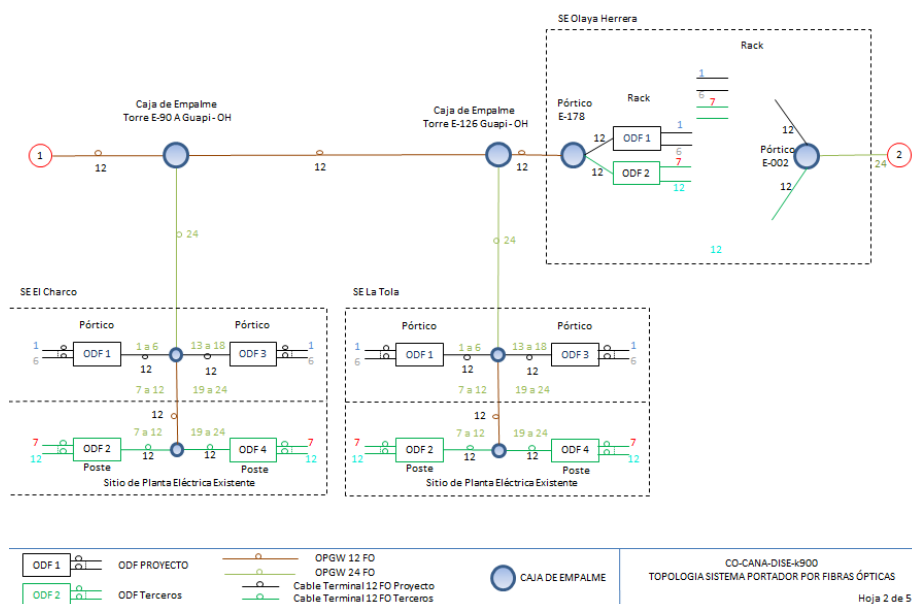 SE Olaya Herrera
Rack
Caja de Empalme
Torre E-90 A Guapi - OH
Caja de Empalme
Torre E-126 Guapi - OH
Pórtico
E-178
Rack
1
6
7
12
ODF 1
1
6
12
ODF 2
7
12
12
Pórtico
E-002
12
24
1
12
12
12
2
12
24
24
SE El Charco
SE La Tola
Pórtico
Pórtico
1
6
ODF 1
1 a 6
12
13 a 18
12
ODF 3
1
6
7 a 12
19 a 24
12
7
12
ODF 2
Poste
7 a 12
12
19 a 24
12
ODF 4
Poste
7
12
Sitio de Planta Eléctrica Existente
Pórtico
Pórtico
1
6
ODF 1
1 a 6
12
13 a 18
12
ODF 3
1
6
7 a 12
19 a 24
12
7
12
ODF 2
Poste
7 a 12
12
19 a 24
12
ODF 4
Poste
7
12
Sitio de Planta Eléctrica Existente
ODF 1
ODF PROYECTO
ODF 2
ODF Terceros
OPGW 12 FO
OPGW 24 FO
Cable Terminal 12 FO Proyecto
Cable Terminal 12 FO Terceros
CAJA DE EMPALME
CO-CANA-DISE-k900
TOPOLOGIA SISTEMA PORTADOR POR FIBRAS ÓPTICAS
Hoja 2 de 5